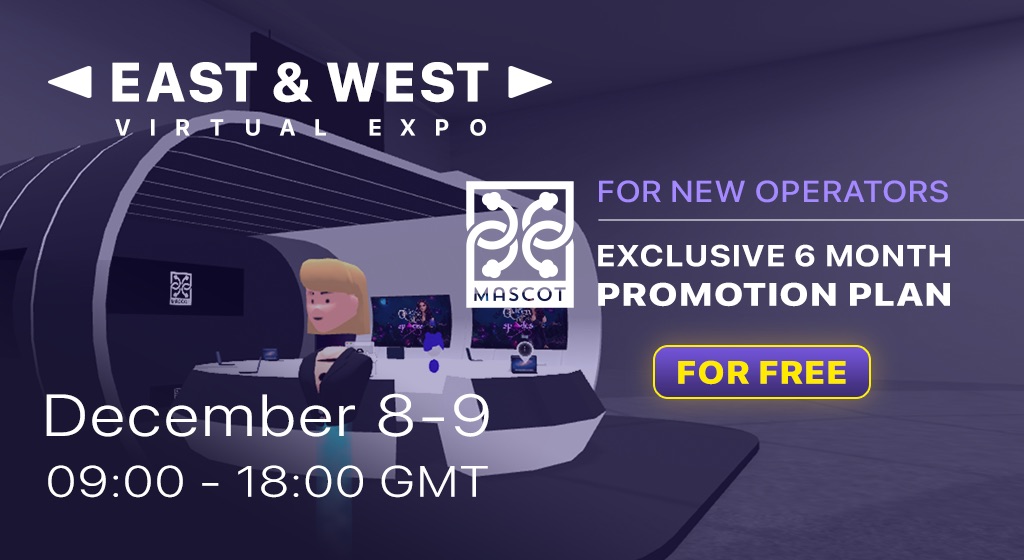 EAST & WEST
VIRTUAL EXPO
FOR NEW OPERATORS
EXCLUSIVE 6 MONTH
PROMOTION PLAN
MASCOT
FOR FREE
MASCOT
December 8-9
09:00 - 18:00 GMT